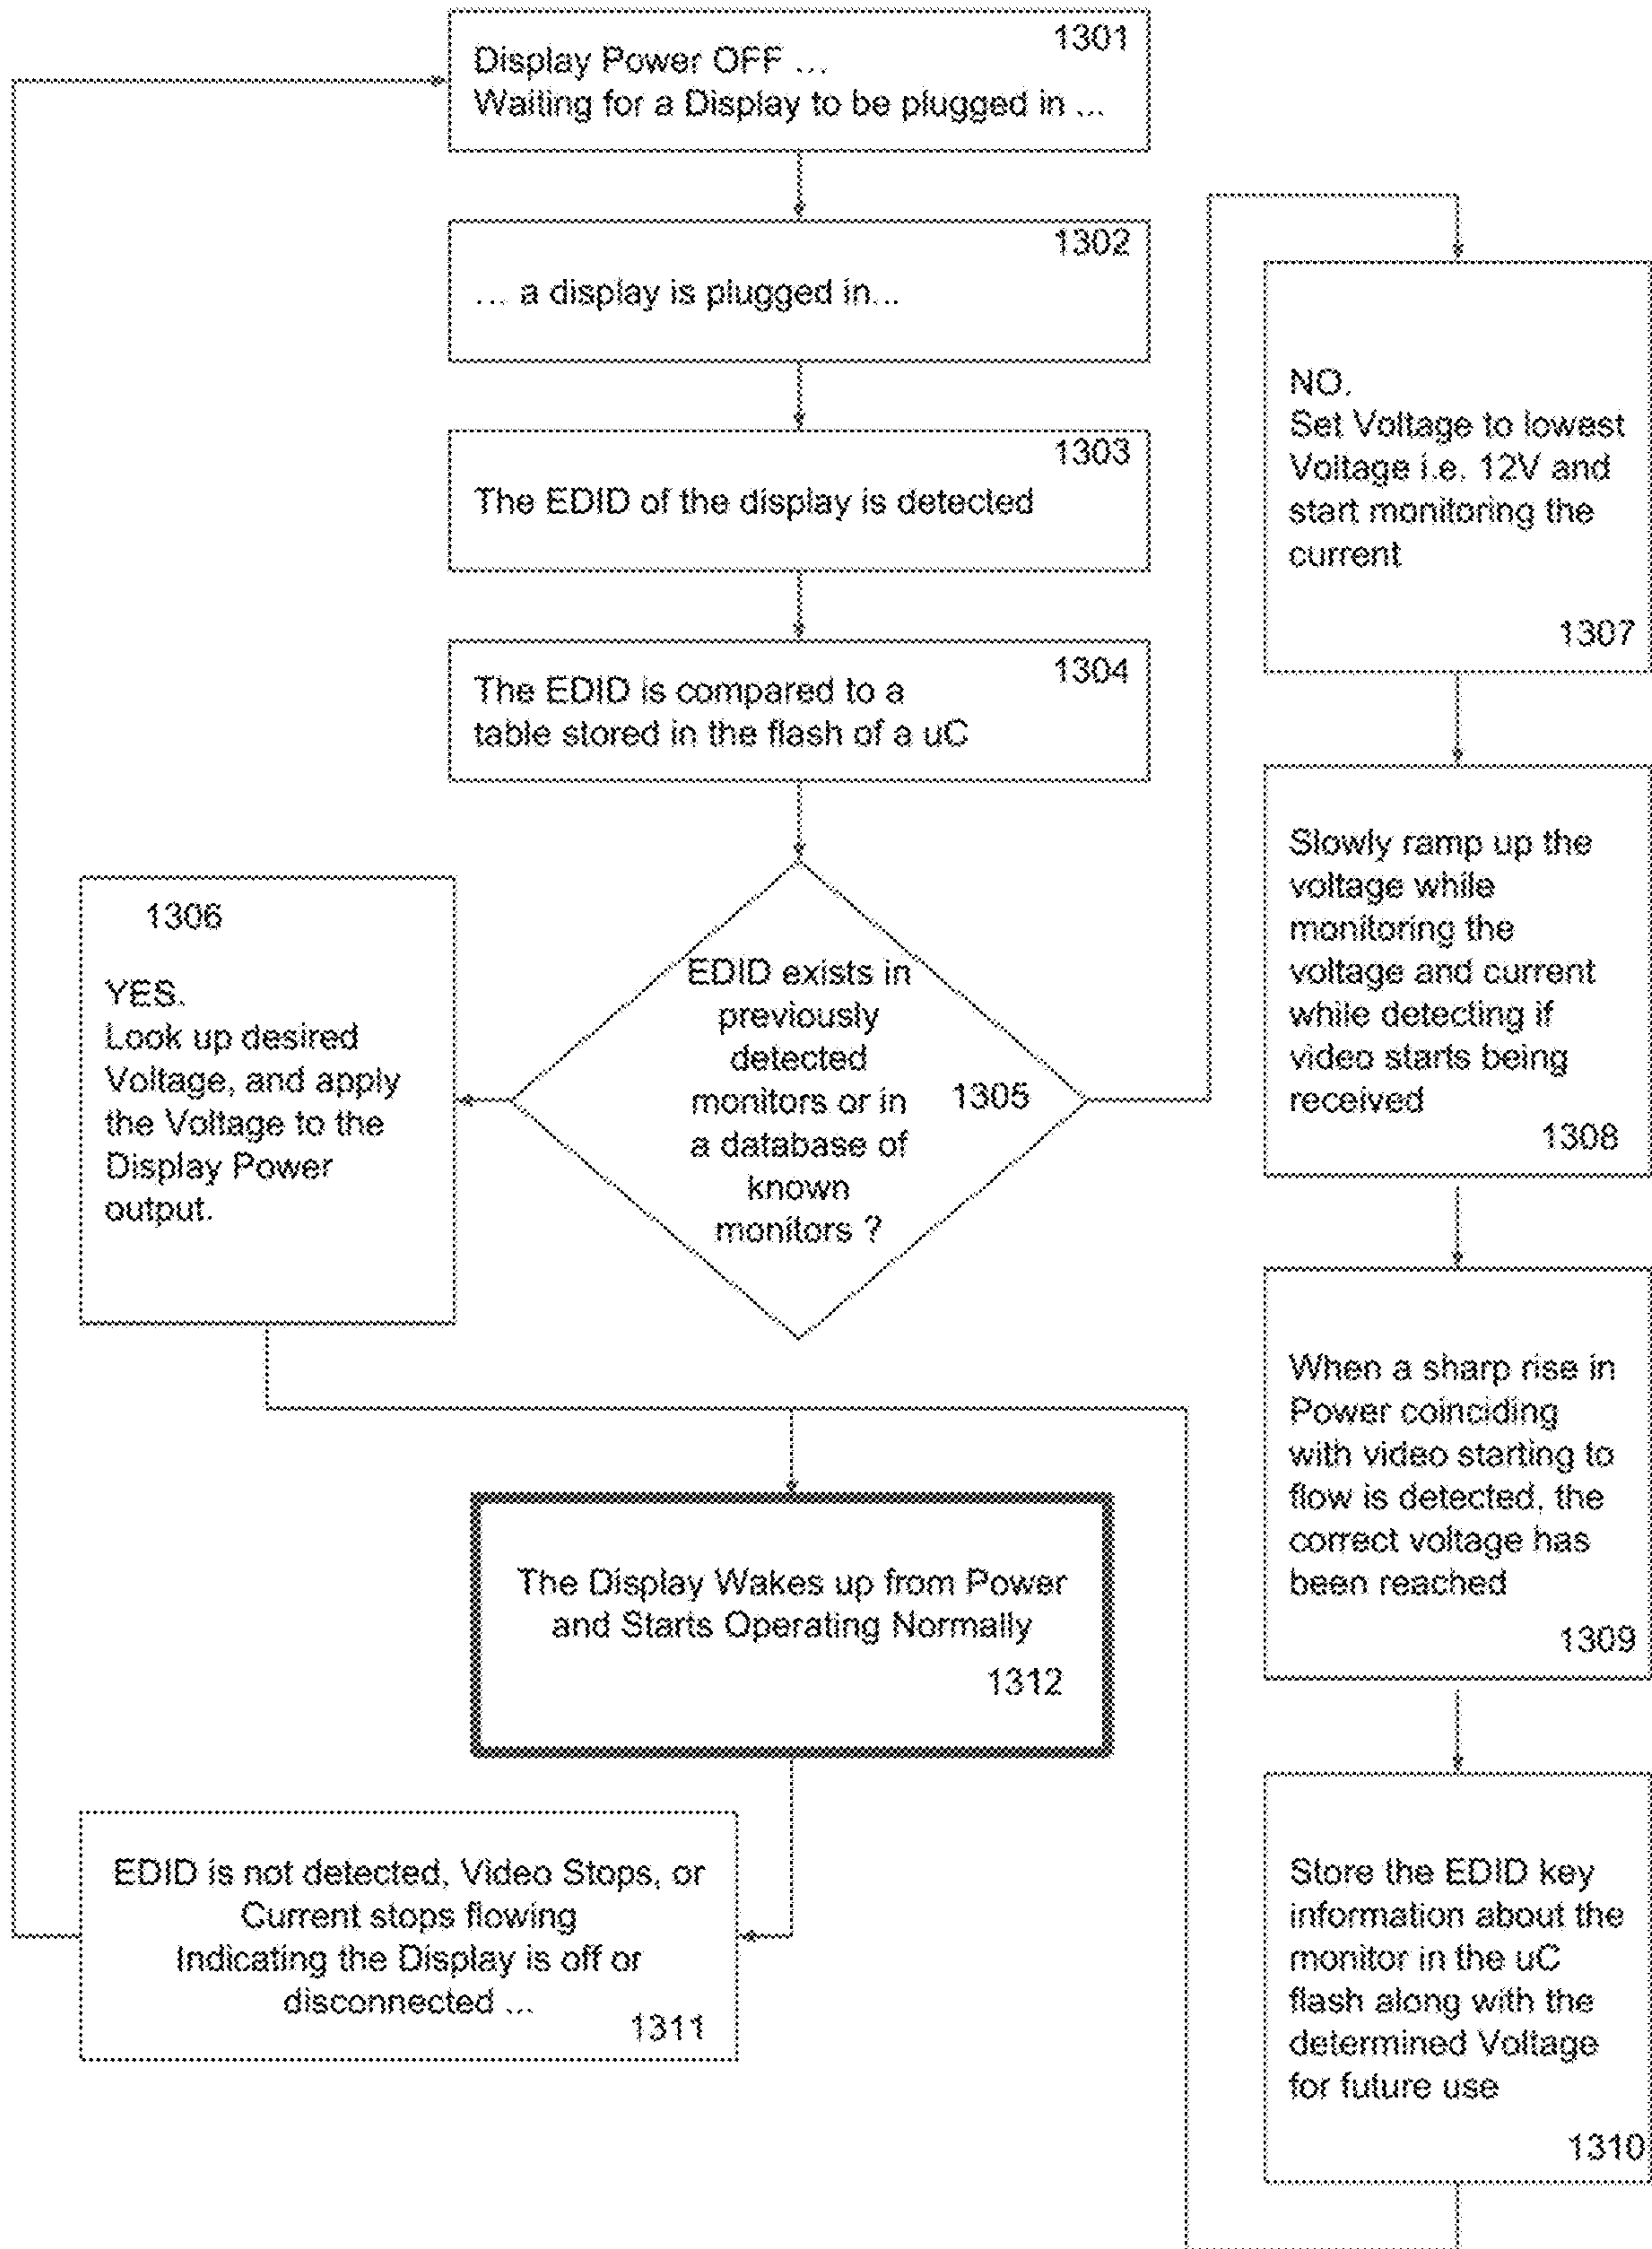 1301
Display Power OFF ...
Waiting for a Display to be plugged in ...
1302
... a display is plugged in...
1303
The EDID of the display is detected
1304
The EDID is compared to a
table stored in the flash of a uC
EDID exists in
previously
detected
monitors or in
a database of
known
monitors ?
1305
1306
YES.
Look up desired
Voltage, and apply
the Voltage to the
Display Power
output.
NO.
Set Voltage to lowest
Voltage i.e. 12V and
start monitoring the
current
1307
Slowly ramp up the
voltage while
monitoring the
voltage and current
while detecting if
video starts being
received
1308
When a sharp rise in
Power coinciding
with video starting to
flow is detected, the
correct voltage has
been reached
1309
Store the EDID key
information about the
monitor in the uC
flash along with the
determined Voltage
for future use
1310
The Display Wakes up from Power
and Starts Operating Normally
1312
EDID is not detected, Video Stops, or
Current stops flowing
Indicating the Display is off or
disconnected ...
1311